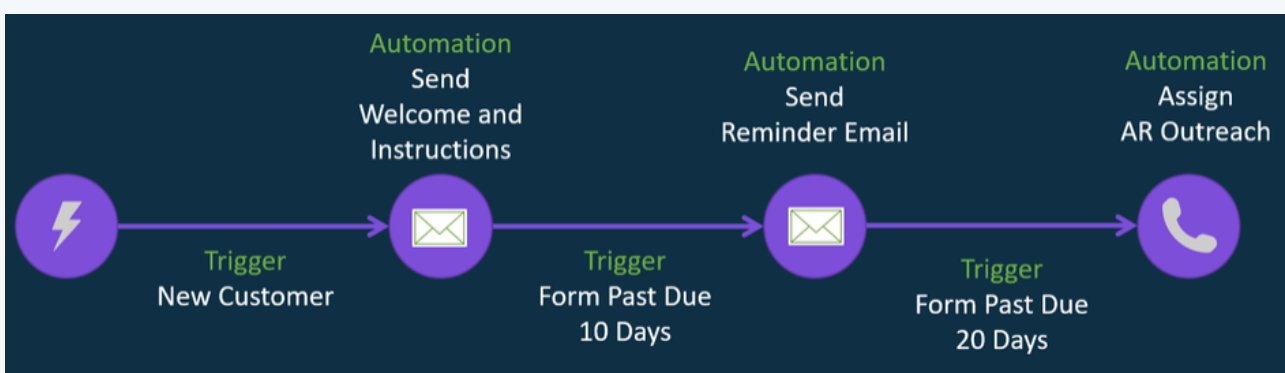 Automation
Send
Welcome and
Instructions
Automation
Send
Reminder Email
Automation
Assign
AR Outreach
Trigger
New Customer
Trigger
Form Past Due
10 Days
Trigger
Form Past Due
20 Days